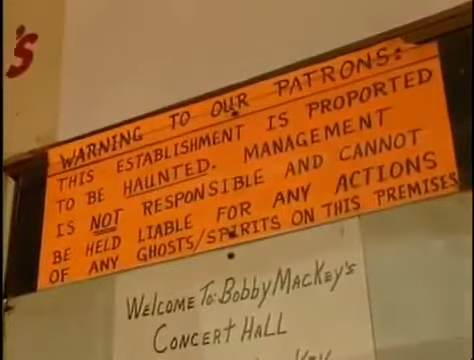 's
WARNING TO OUR PATRONS:
THIS ESTABLISHMENT IS PROPORTED
TO BE HAUNTED. MANAGEMENT
IS NOT RESPONSIBLE AND CANNOT
BE HELD LIABLE FOR ANY ACTIONS
OF ANY GHOSTS/SPIRITS ON THIS PREMISES
WELCOME TO: BOBBY MACKEY'S
CONCERT HALL